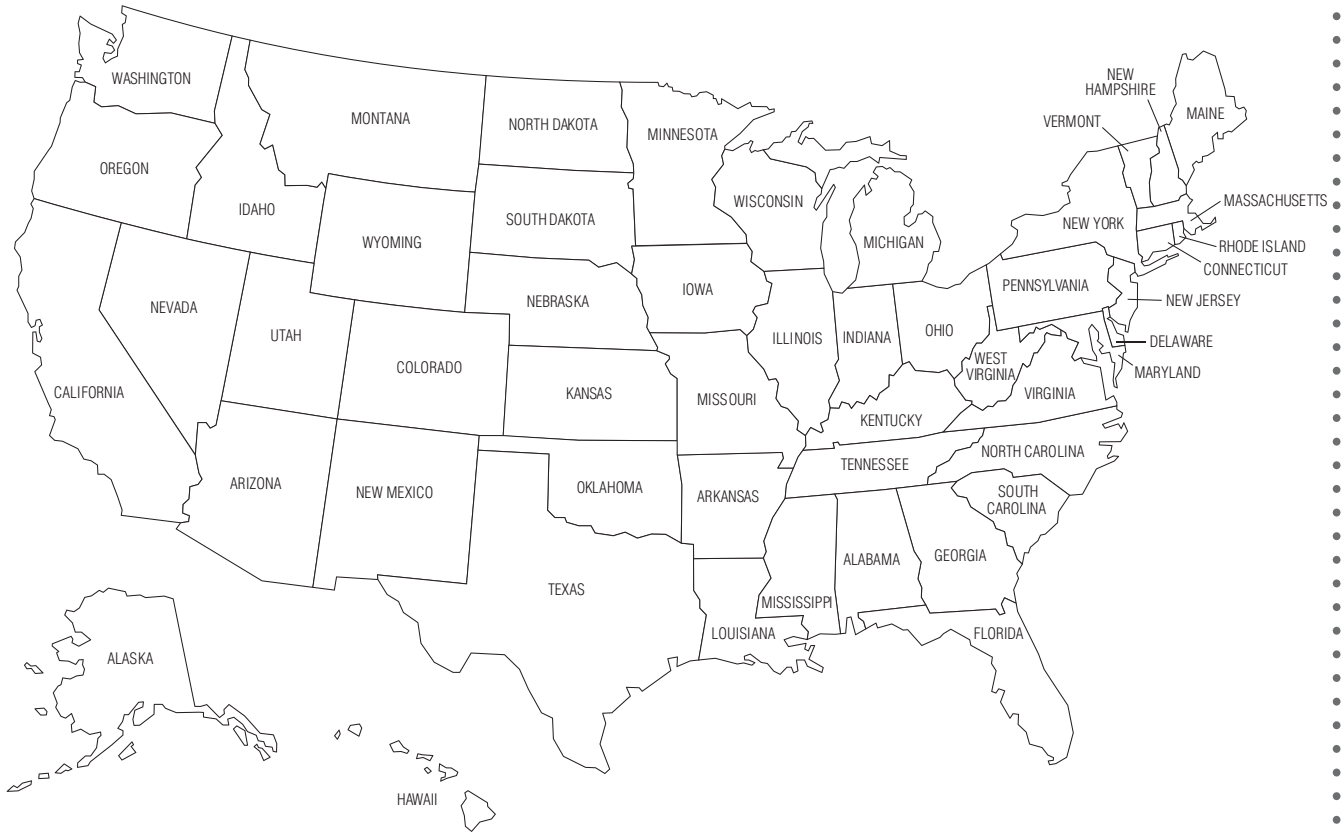 WASHINGTON
MONTANA
NORTH DAKOTA
MINNESOTA
NEW
HAMPSHIRE
VERMONT
MAINE
OREGON
IDAHO
WYOMING
SOUTH DAKOTA
WISCONSIN
MICHIGAN
NEW YORK
MASSACHUSETTS
RHODE ISLAND
CONNECTICUT
NEVADA
UTAH
COLORADO
NEBRASKA
IOWA
ILLINOIS
INDIANA
OHIO
PENNSYLVANIA
NEW JERSEY
DELAWARE
MARYLAND
CALIFORNIA
KANSAS
MISSOURI
KENTUCKY
WEST
VIRGINIA
VIRGINIA
ARIZONA
NEW MEXICO
OKLAHOMA
ARKANSAS
TENNESSEE
NORTH CAROLINA
SOUTH
CAROLINA
TEXAS
LOUISIANA
MISSISSIPPI
ALABAMA
GEORGIA
FLORIDA
ALASKA
HAWAII